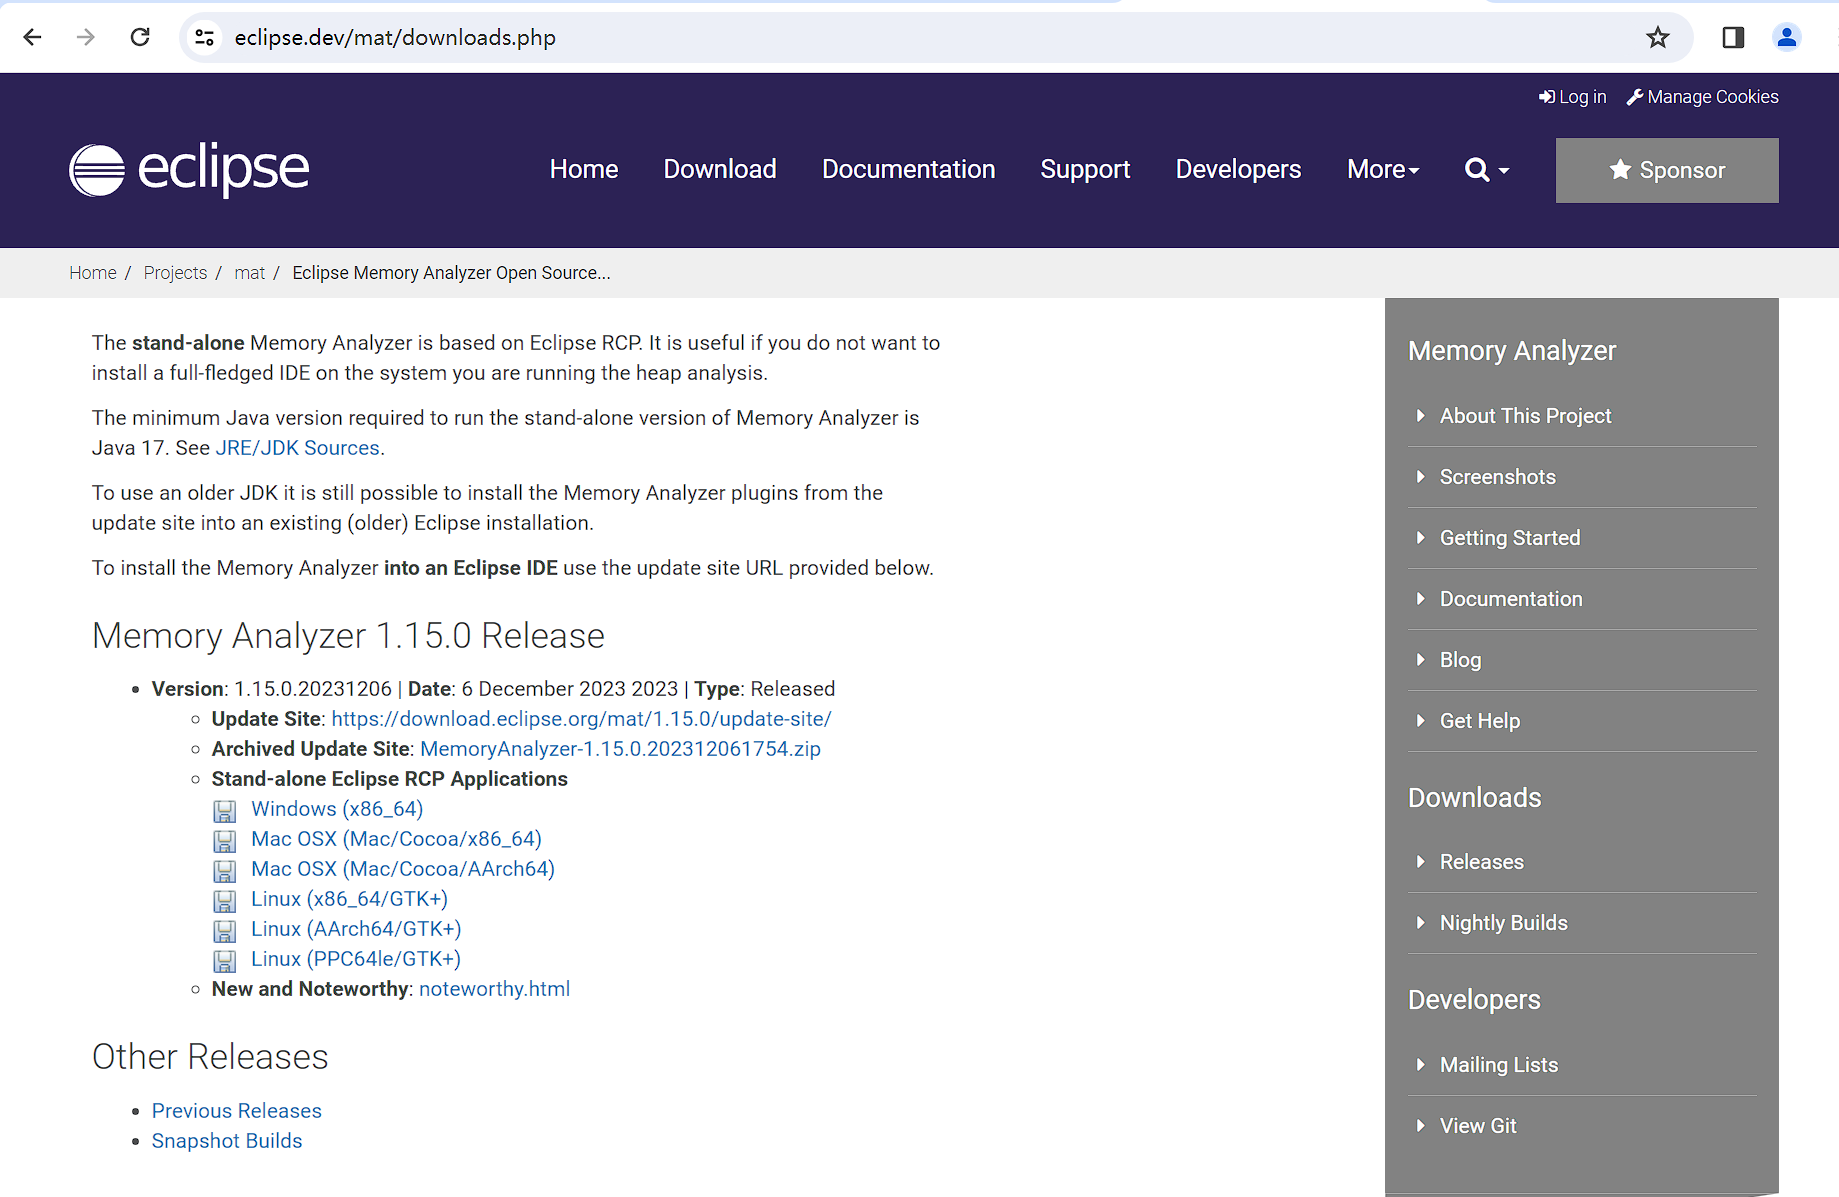 eclipse.dev/mat/downloads.php
Log in Manage Cookies
eclipse Home Download Documentation Support Developers More Sponsor
Home / Projects / mat / Eclipse Memory Analyzer Open Source...
The stand-alone Memory Analyzer is based on Eclipse RCP. It is useful if you do not want to
install a full-fledged IDE on the system you are running the heap analysis.
The minimum Java version required to run the stand-alone version of Memory Analyzer is
Java 17. See JRE/JDK Sources.
To use an older JDK it is still possible to install the Memory Analyzer plugins from the
update site into an existing (older) Eclipse installation.
To install the Memory Analyzer into an Eclipse IDE use the update site URL provided below.
Memory Analyzer 1.15.0 Release
Version: 1.15.0.20231206 | Date: 6 December 2023 2023 | Type: Released
Update Site: https://download.eclipse.org/mat/1.15.0/update-site/
Archived Update Site: MemoryAnalyzer-1.15.0.202312061754.zip
Stand-alone Eclipse RCP Applications
Windows (x86_64)
Mac OSX (Mac/Cocoa/x86_64)
Mac OSX (Mac/Cocoa/AArch64)
Linux (x86_64/GTK+)
Linux (AArch64/GTK+)
Linux (PPC64le/GTK+)
New and Noteworthy: noteworthy.html
Other Releases
Previous Releases
Snapshot Builds
Memory Analyzer
About This Project
Screenshots
Getting Started
Documentation
Blog
Get Help
Downloads
Releases
Nightly Builds
Developers
Mailing Lists
View Git